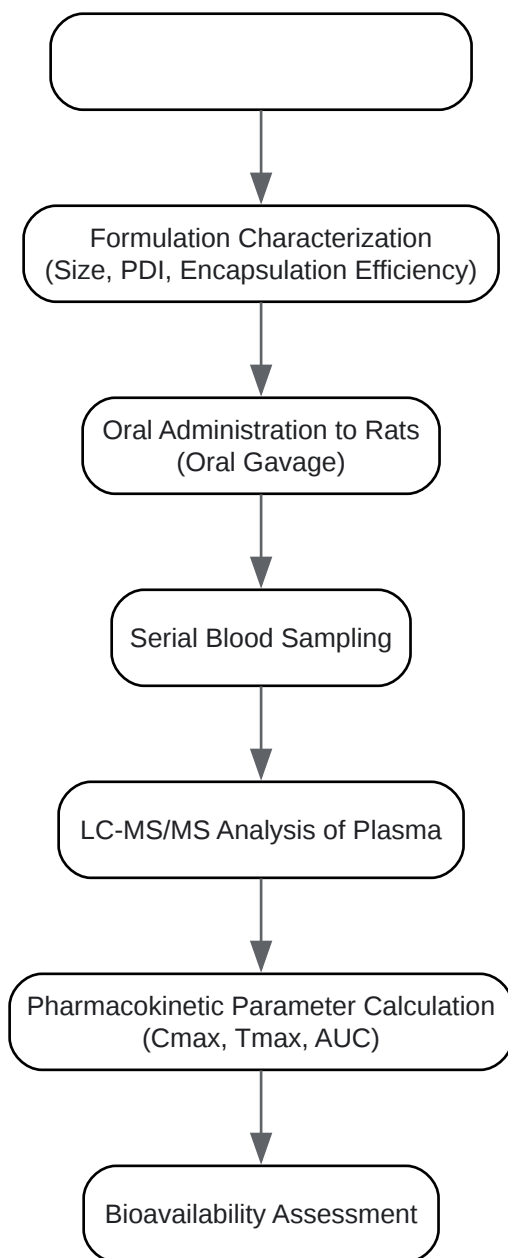 Formulation Characterization
(Size, PDI, Encapsulation Efficiency)
Oral Administration to Rats
(Oral Gavage)
Serial Blood Sampling
LC-MS/MS Analysis of Plasma
Pharmacokinetic Parameter Calculation
(Cmax, Tmax, AUC)
Bioavailability Assessment